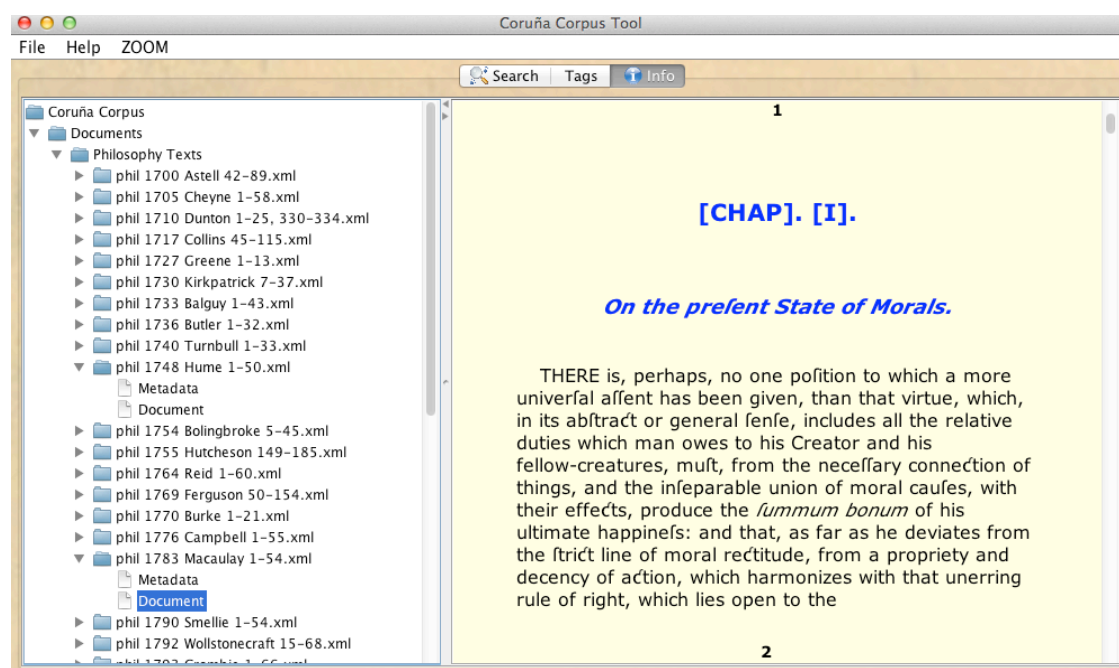 Coruña Corpus Tool
File Help ZOOM
Search Tags Info
Coruña Corpus
Documents
Philosophy Texts
phil 1700 Astell 42-89.xml
phil 1705 Cheyne 1-58.xml
phil 1710 Dunton 1-25, 330-334.xml
phil 1717 Collins 45-115.xml
phil 1727 Greene 1-13.xml
phil 1730 Kirkpatrick 7-37.xml
phil 1733 Balguy 1-43.xml
phil 1736 Butler 1-32.xml
phil 1740 Turnbull 1-33.xml
phil 1748 Hume 1-50.xml
Metadata
Document
phil 1754 Bolingbroke 5-45.xml
phil 1755 Hutcheson 149-185.xml
phil 1764 Reid 1-60.xml
phil 1769 Ferguson 50-154.xml
phil 1770 Burke 1-21.xml
phil 1776 Campbell 1-55.xml
phil 1783 Macaulay 1-54.xml
Metadata
Document
phil 1790 Smellie 1-54.xml
phil 1792 Wollstonecraft 15-68.xml
1
[CHAP]. [I].
On the preſent State of Morals.
THERE is, perhaps, no one poſition to which a more
univerſal aſſent has been given, than that virtue, which,
in its abſtract or general ſenſe, includes all the relative
duties which man owes to his Creator and his
fellow-creatures, muſt, from the neceſſary connection of
things, and the inſeparable union of moral cauſes, with
their effects, produce the ſummum bonum of his
ultimate happineſs: and that, as far as he deviates from
the ſtrict line of moral rectitude, from a propriety and
decency of action, which harmonizes with that unerring
rule of right, which lies open to the
2